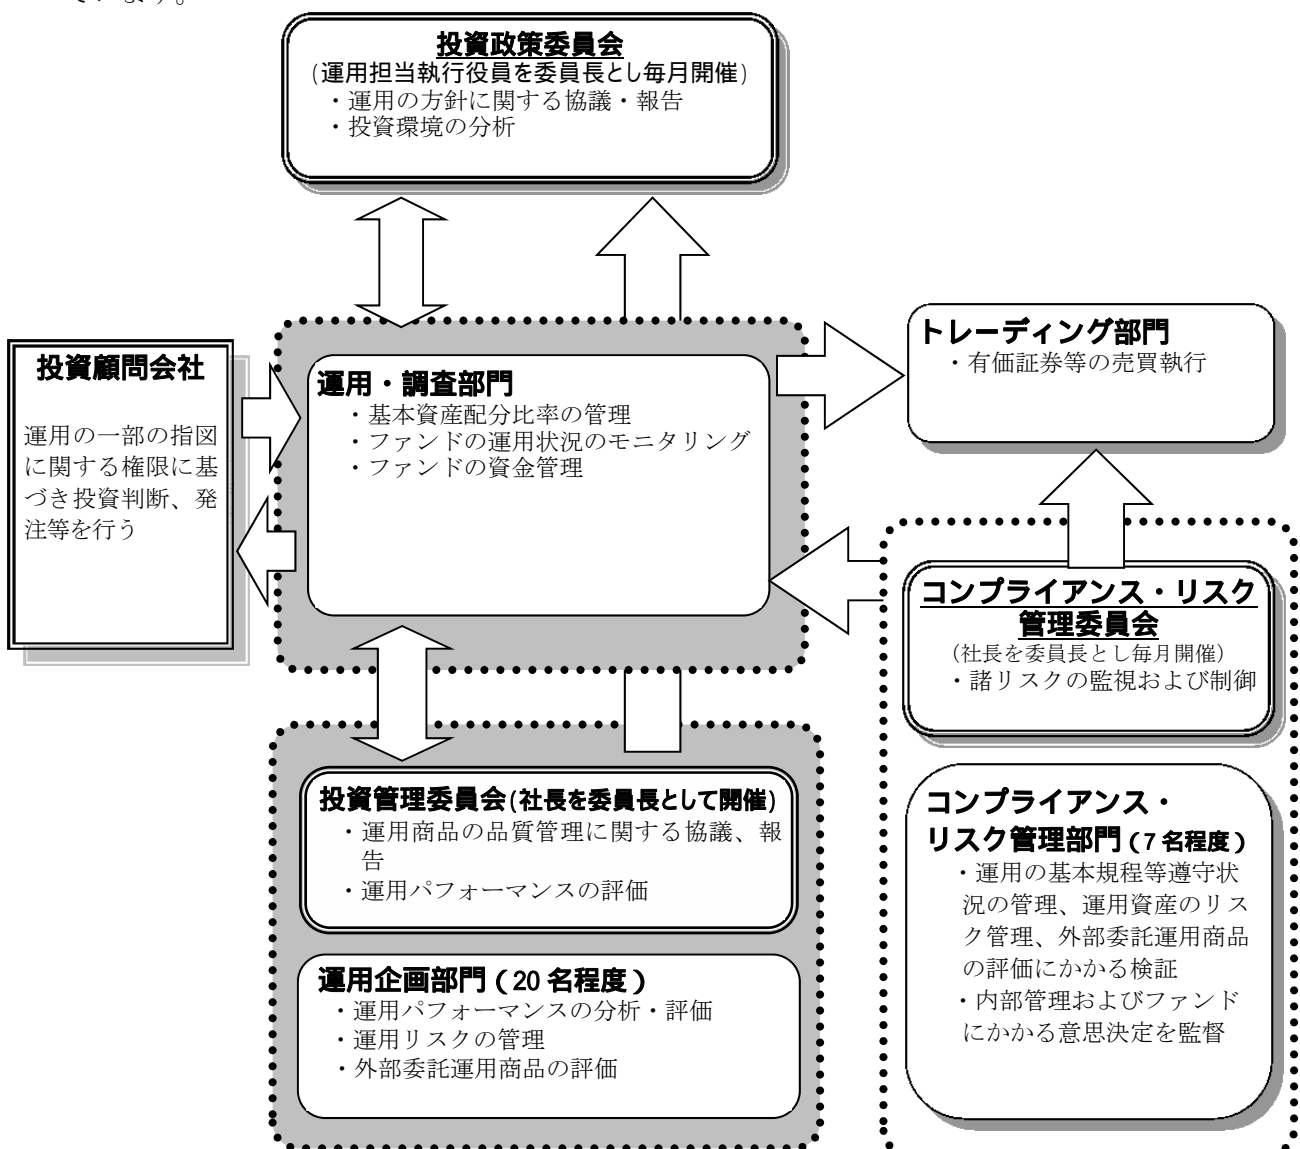 ています。
投資政策委員会
(運用担当執行役員を委員長とし毎月開催)
・運用の方針に関する協議・報告
・投資環境の分析
トレーディング部門
・有価証券等の売買執行
投資顧問会社
運用の一部の指図
に関する権限に基
づき投資判断、発
注等を行う
運用・調査部門
・基本資産配分比率の管理
・ファンドの運用状況のモニタリング
・ファンドの資金管理
コンプライアンス・リスク
管理委員会
(社長を委員長とし毎月開催)
・諸リスクの監視および制御
投資管理委員会(社長を委員長として開催)
・運用商品の品質管理に関する協議、報
告
・運用パフォーマンスの評価
コンプライアンス・
リスク管理部門(7名程度)
・運用の基本規程等遵守状
況の管理、運用資産のリス
ク管理、外部委託運用商品
の評価にかかる検証
・内部管理およびファンド
にかかる意思決定を監督
運用企画部門(20名程度)
・運用パフォーマンスの分析・評価
・運用リスクの管理
・外部委託運用商品の評価